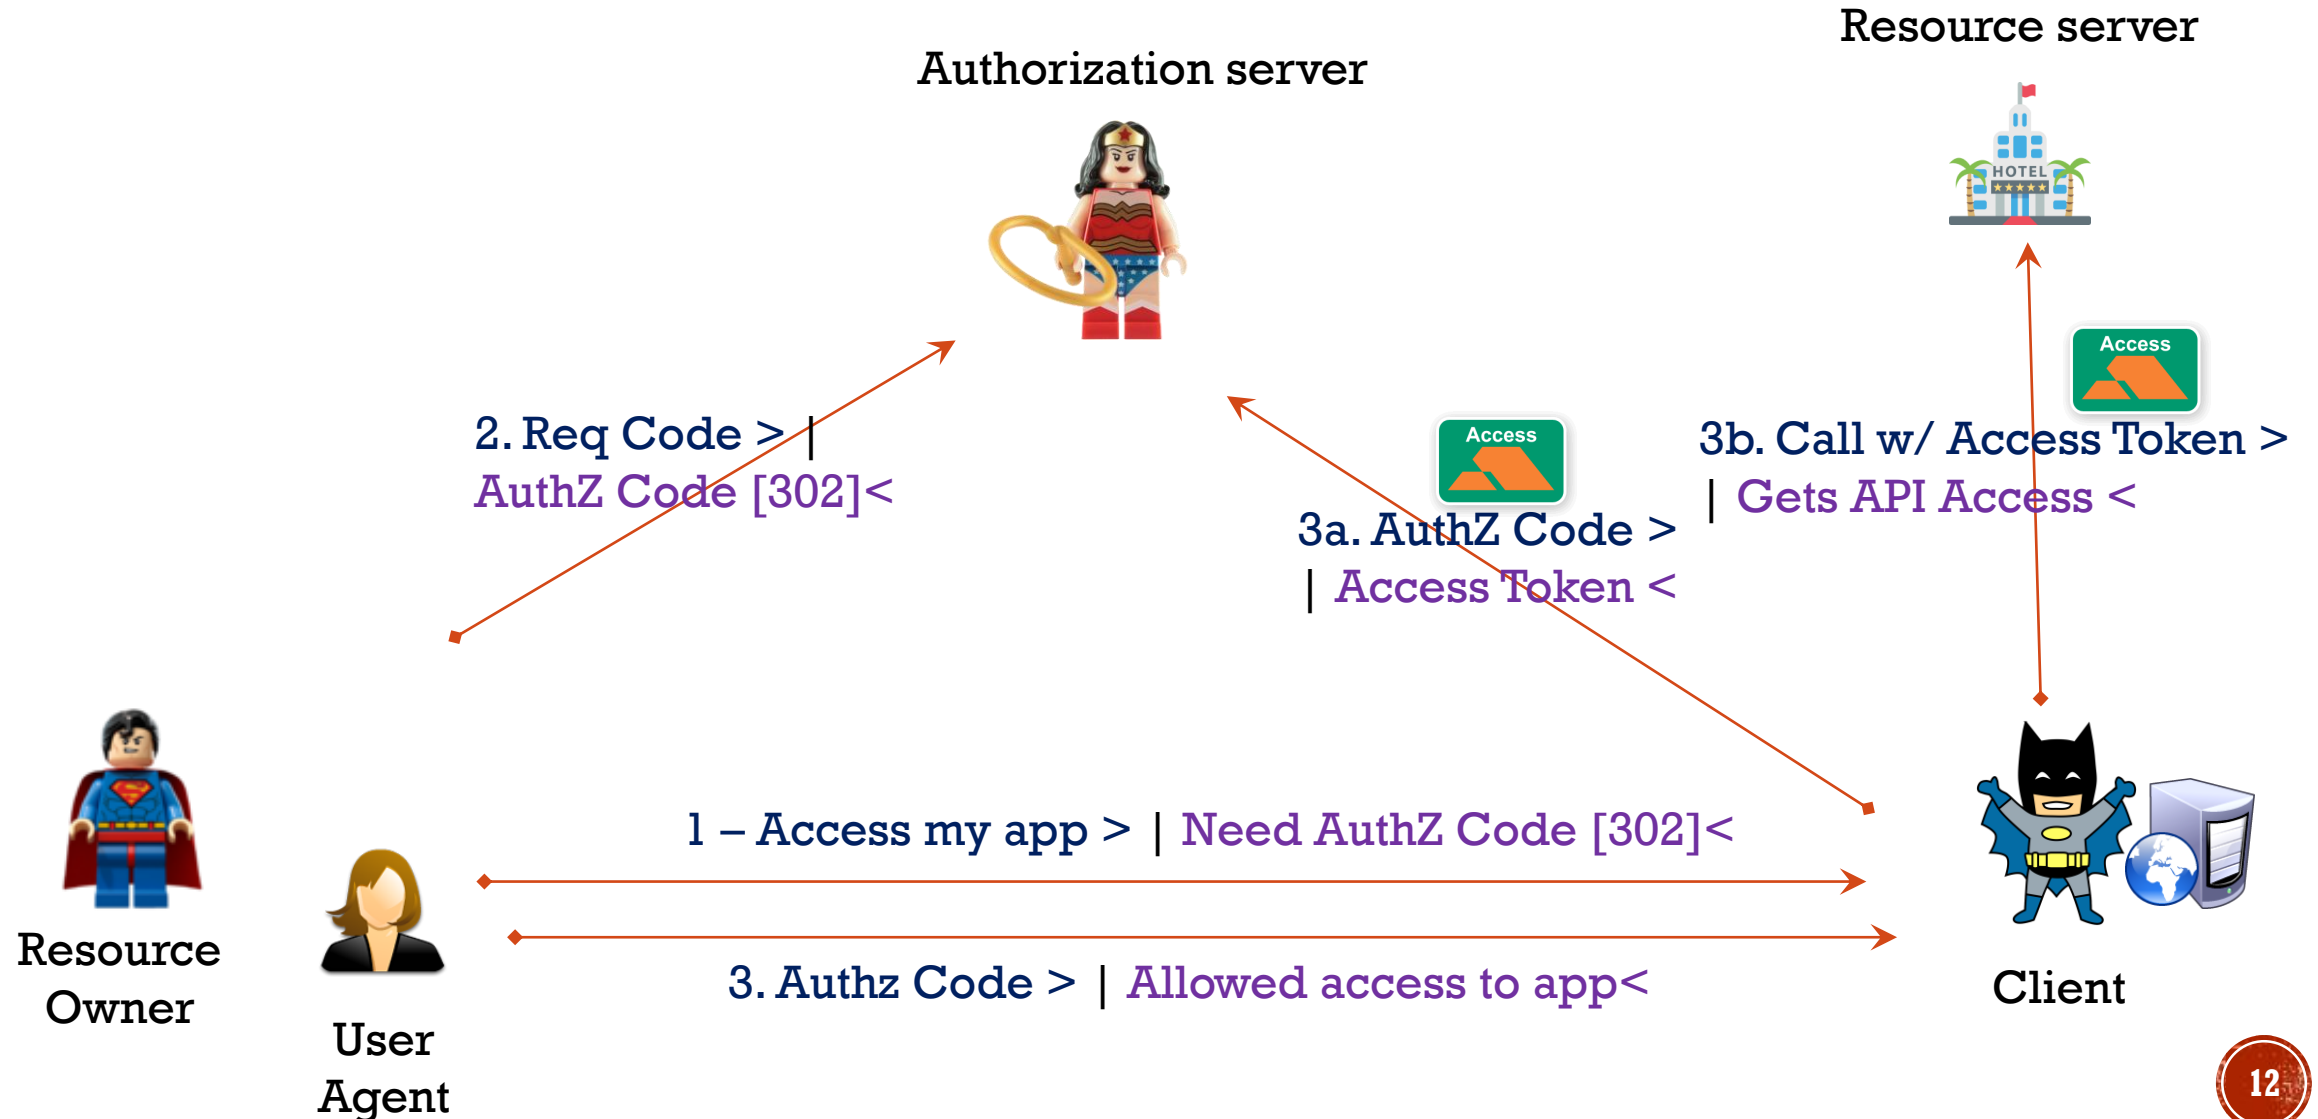 Resource server
Authorization server
HOTEL
Access
2. Req Code > |
AuthZ Code [302]<
Access
3b. Call w/ Access Token >
| Gets API Access <
3a. AuthZ Code >
| Access Token <
1 – Access my app > | Need AuthZ Code [302]<
Resource
Owner
3. Authz Code > | Allowed access to app<
Client
User
Agent
12